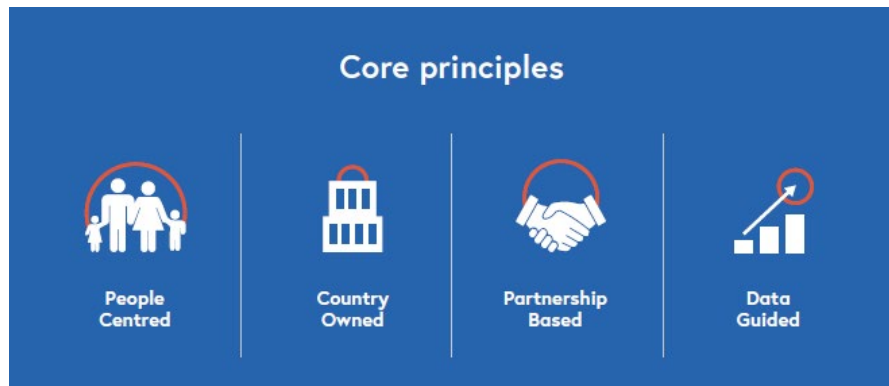 Core principles
People
Centred
Country
Owned
Partnership
Based
Data
Guided